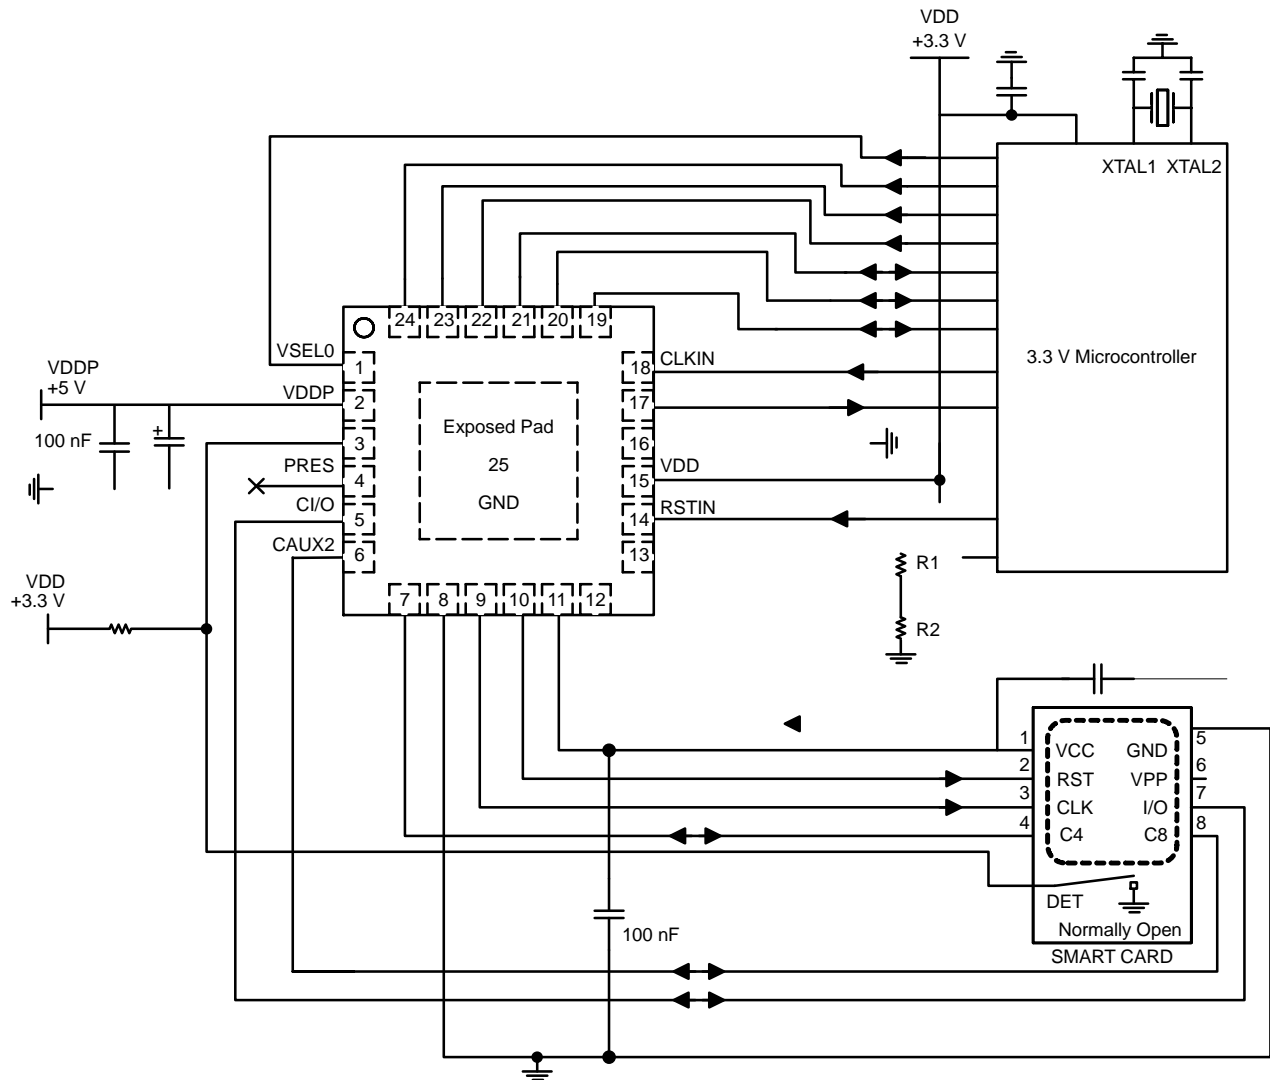 VDD
+3.3 V
XTAL1 XTAL2
3.3 V Microcontroller
24 23 22 21 20 19
VSEL0
1
VDDP
+5 V
VDDP
2
100 nF
+
3
PRES
4
CI/O
5
CAUX2
6
Exposed Pad
25
GND
18 CLKIN
17
16
15 VDD
14 RSTIN
13
7 8 9 10 11 12
VDD
+3.3 V
R1
R2
1 VCC GND 5
2 RST VPP 6
3 CLK I/O 7
4 C4 C8 8
DET
Normally Open
SMART CARD
100 nF